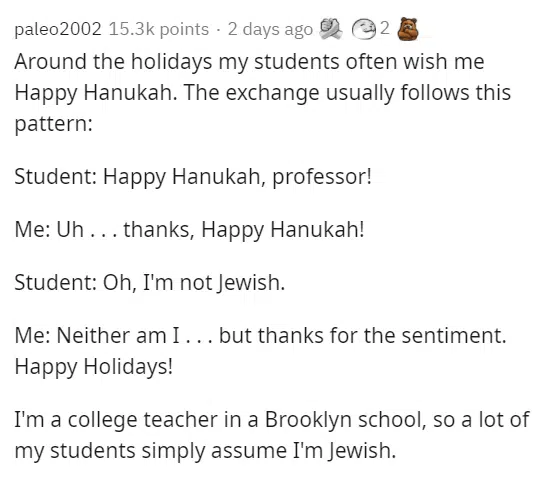 paleo2002 15.3k points · 2 days ago 2
Around the holidays my students often wish me
Happy Hanukah. The exchange usually follows this
pattern:
Student: Happy Hanukah, professor!
Me: Uh . . . thanks, Happy Hanukah!
Student: Oh, I'm not Jewish.
Me: Neither am I . . . but thanks for the sentiment.
Happy Holidays!
I'm a college teacher in a Brooklyn school, so a lot of
my students simply assume I'm Jewish.